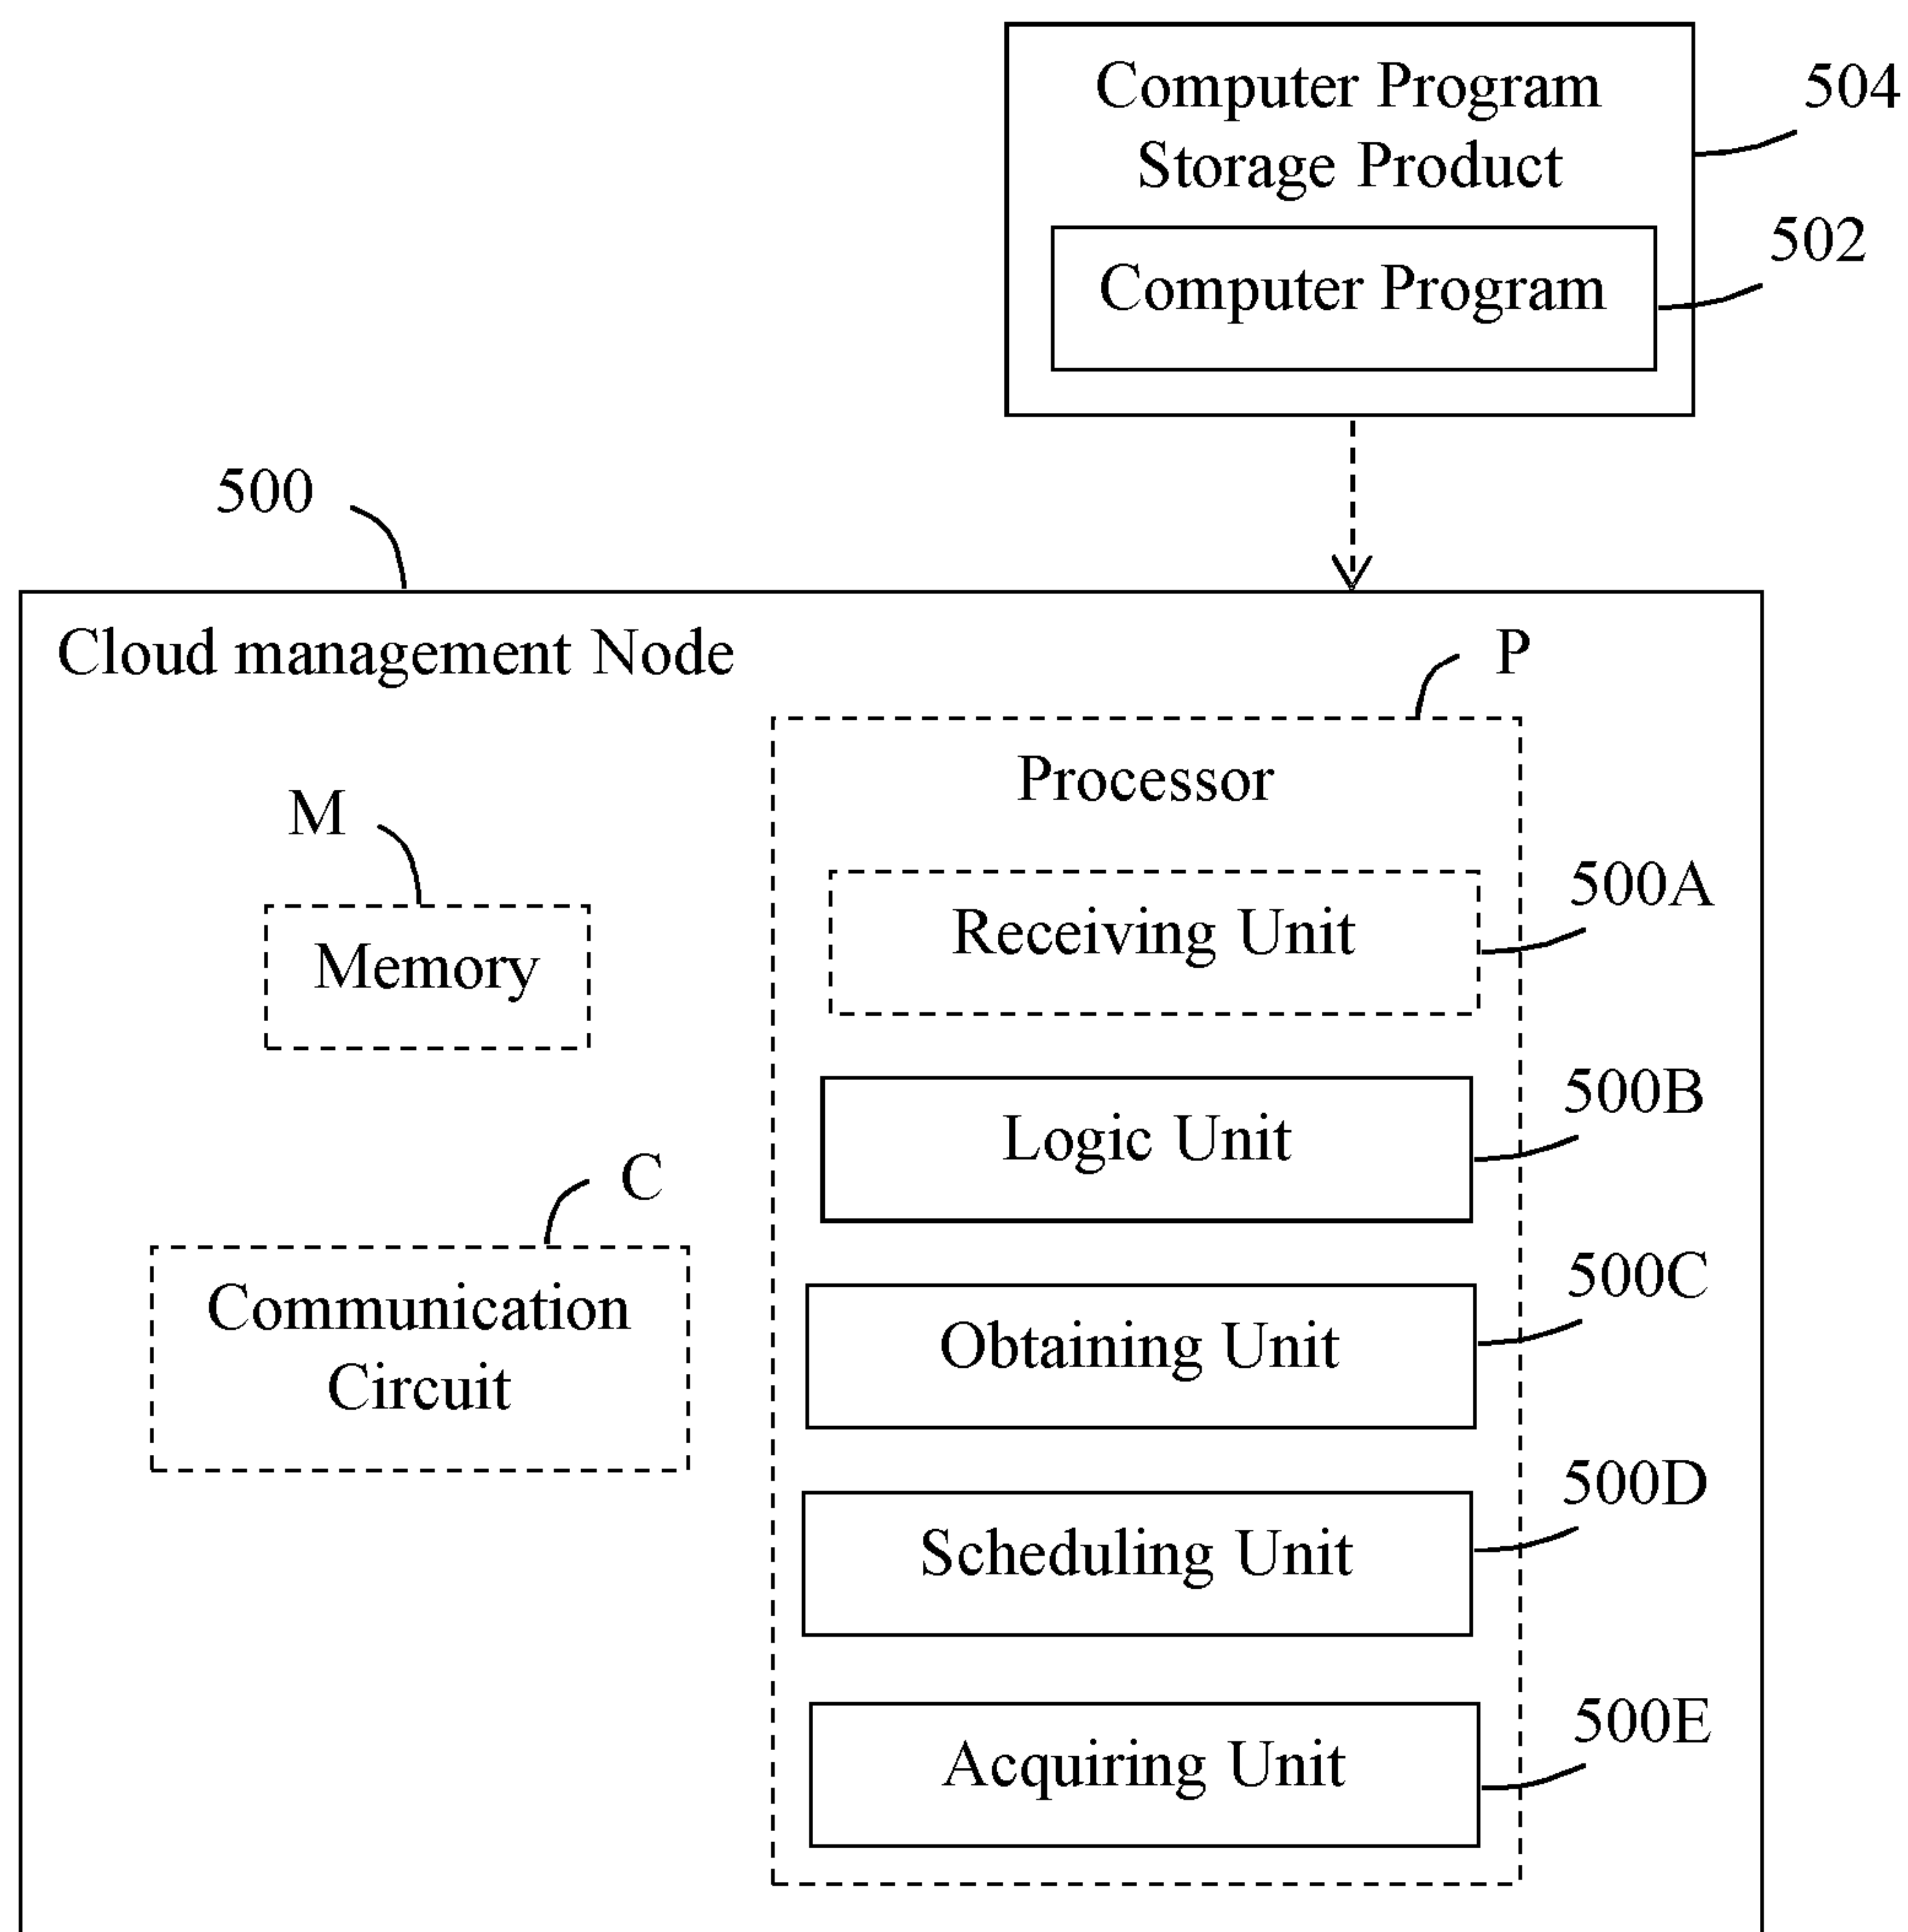 Computer Program
Storage Product
504
Computer Program
502
500
Cloud management Node
P
Processor
M
Memory
Receiving Unit
500A
Logic Unit
500B
C
Communication
Circuit
Obtaining Unit
500C
Scheduling Unit
500D
Acquiring Unit
500E